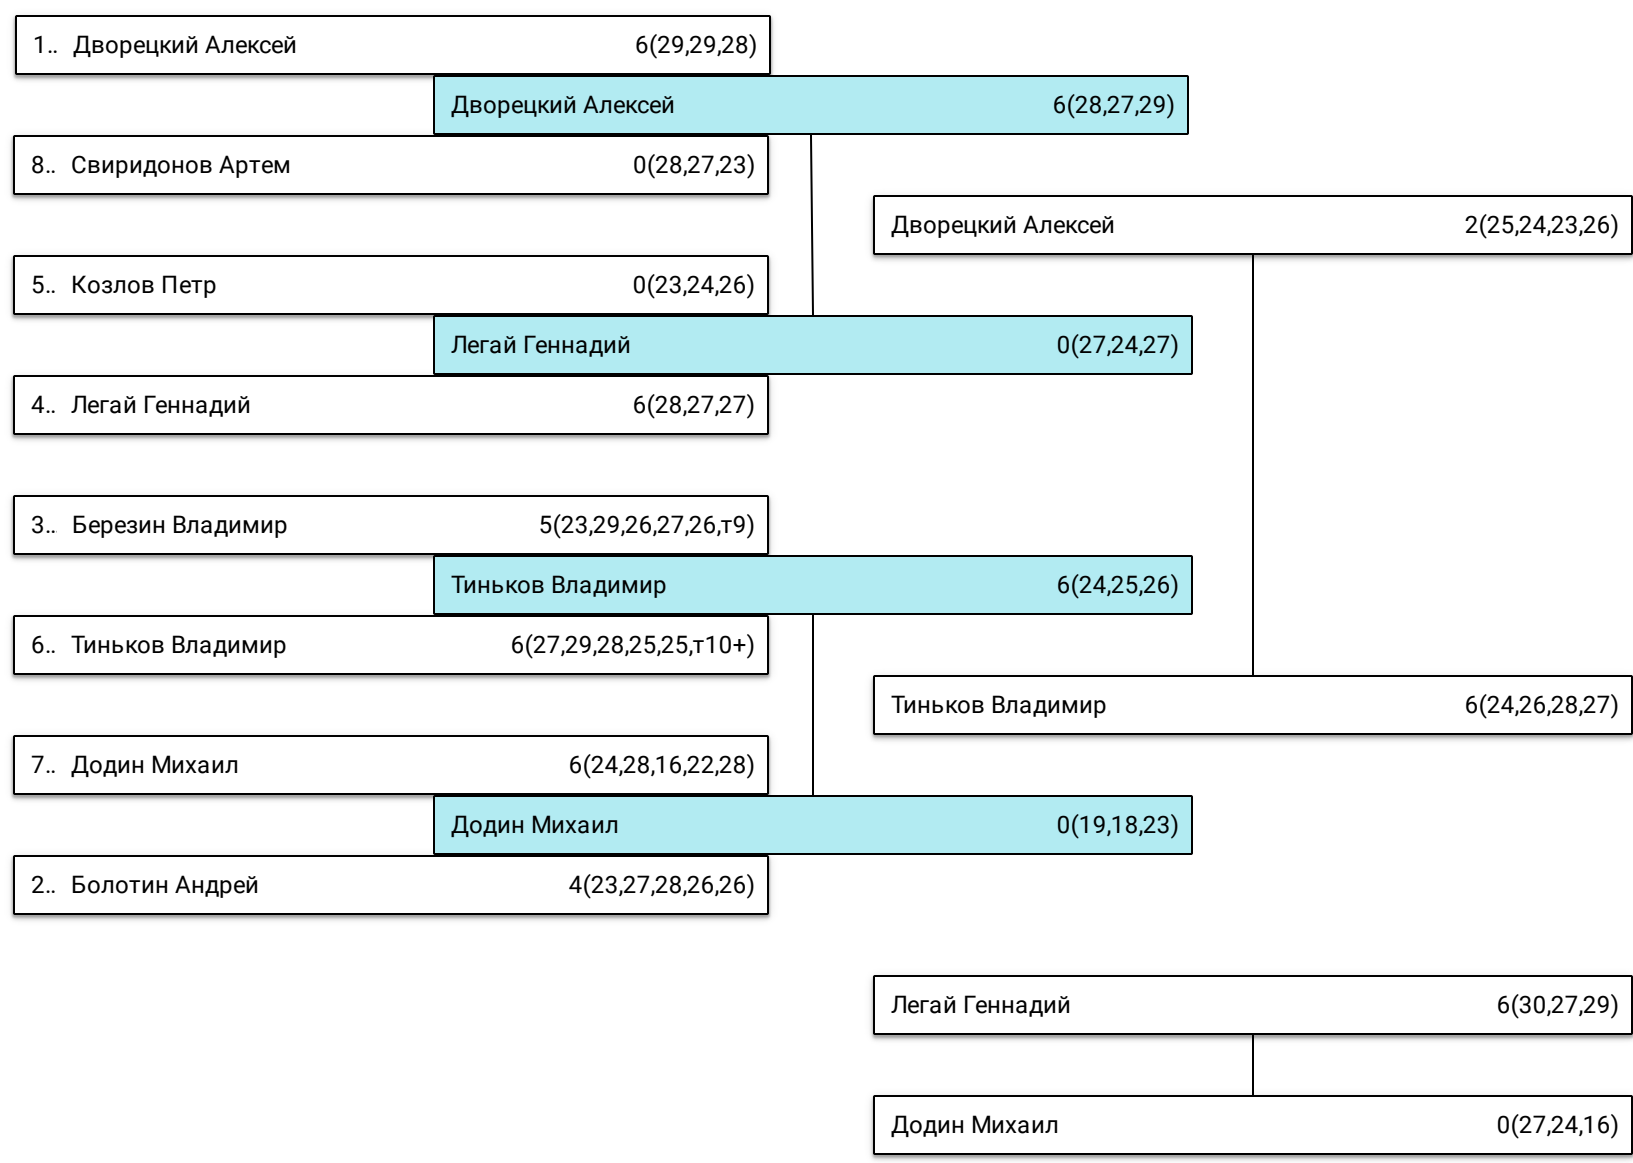 1.. Дворецкий Алексей 6(29,29,28)
Дворецкий Алексей 6(28,27,29)
8.. Свиридонов Артем 0(28,27,23)
Дворецкий Алексей 2(25,24,23,26)
5.. Козлов Петр 0(23,24,26)
Легай Геннадий 0(27,24,27)
4.. Легай Геннадий 6(28,27,27)
3.. Березин Владимир 5(23,29,26,27,26,т9)
Тиньков Владимир 6(24,25,26)
6.. Тиньков Владимир 6(27,29,28,25,25,т10+)
Тиньков Владимир 6(24,26,28,27)
7.. Додин Михаил 6(24,28,16,22,28)
Додин Михаил 0(19,18,23)
2.. Болотин Андрей 4(23,27,28,26,26)
Легай Геннадий 6(30,27,29)
Додин Михаил 0(27,24,16)